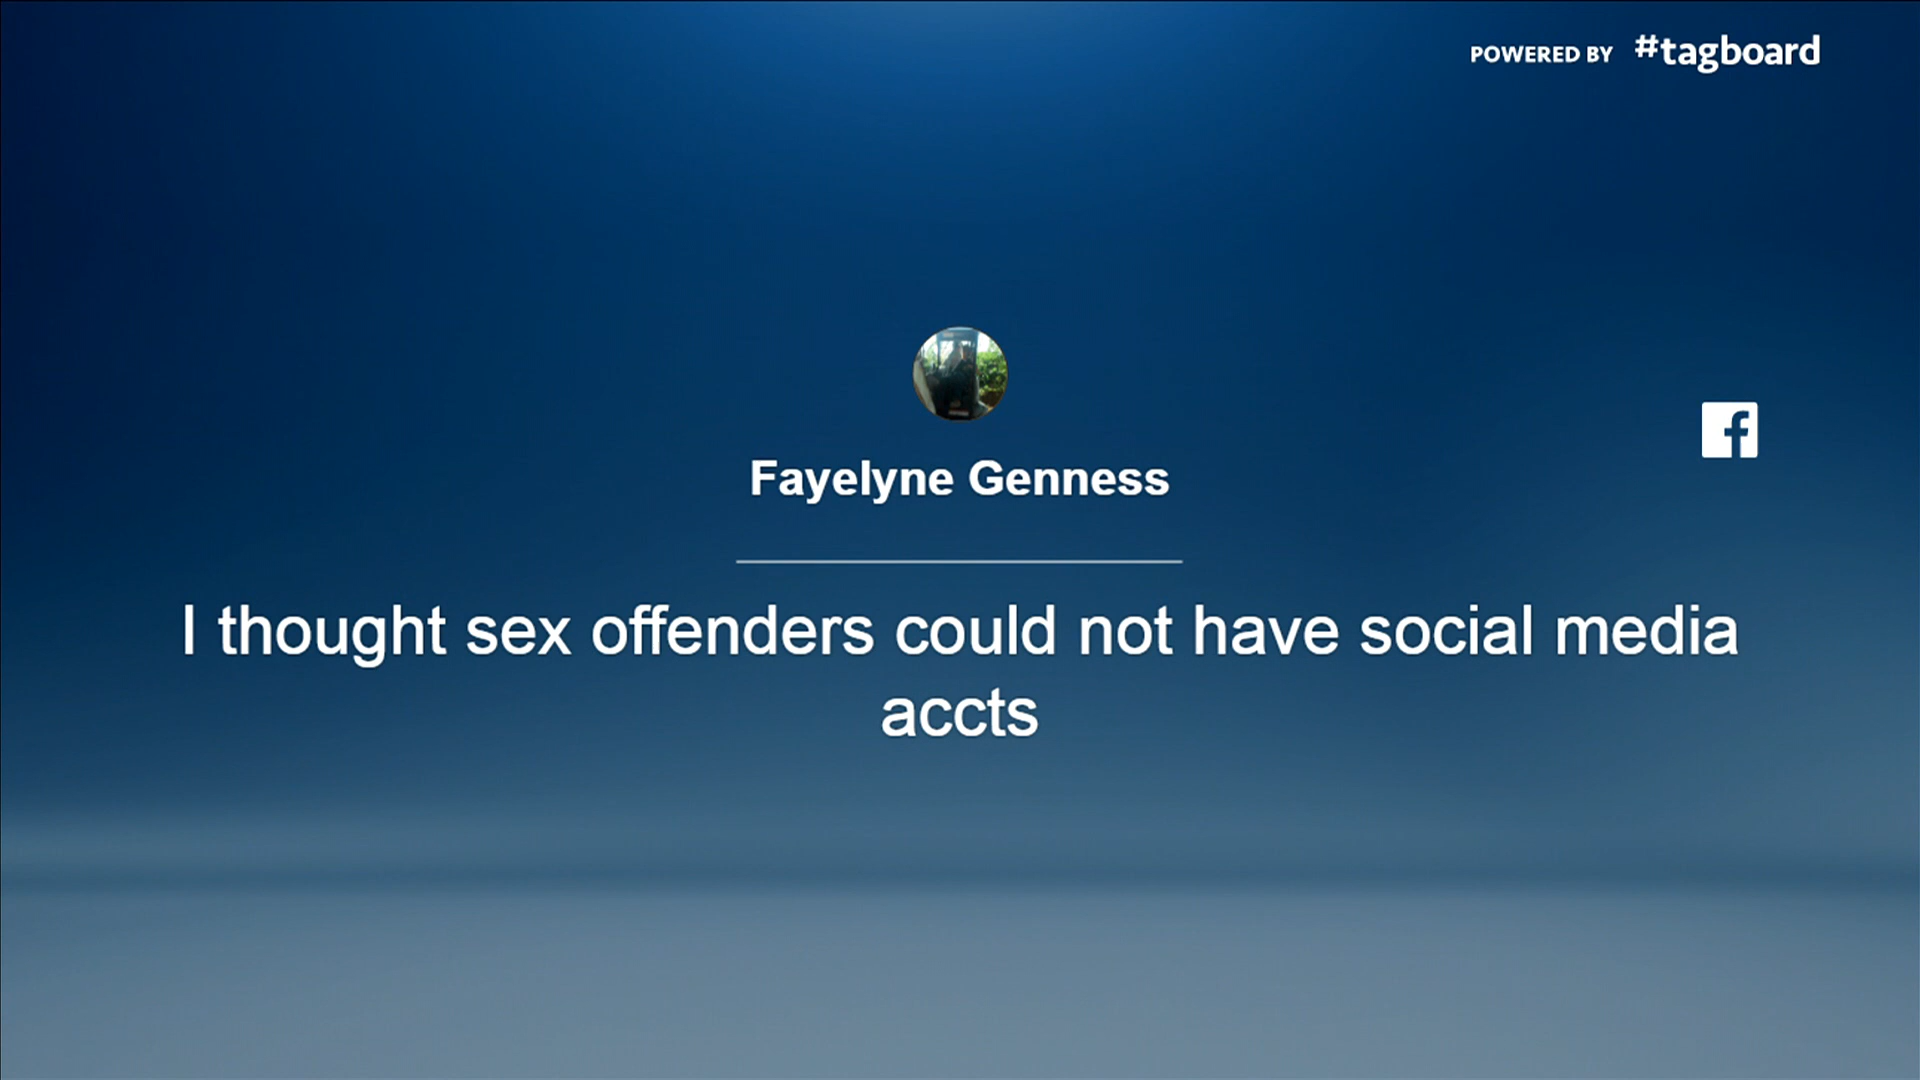 POWERED BY #tagboard
Fayelyne Genness
I thought sex offenders could not have social media
accts